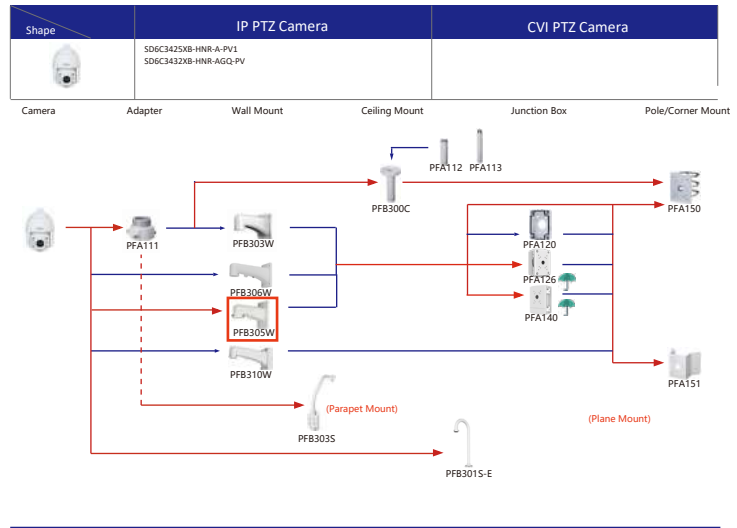 Shape
IP PTZ Camera
CVI PTZ Camera
SD6C3425XB-HNR-A-PV1
SD6C3432XB-HNR-AGQ-PV
Camera
Adapter
Wall Mount
Ceiling Mount
Junction Box
Pole/Corner Mount
PFA112
PFA113
PFB300C
PFA150
PFA111
PFB303W
PFA120
PFB306W
PFA126
PFB305W
PFA140
PFB310W
PFA151
(Parapet Mount)
(Plane Mount)
PFB303S
PFB301S-E